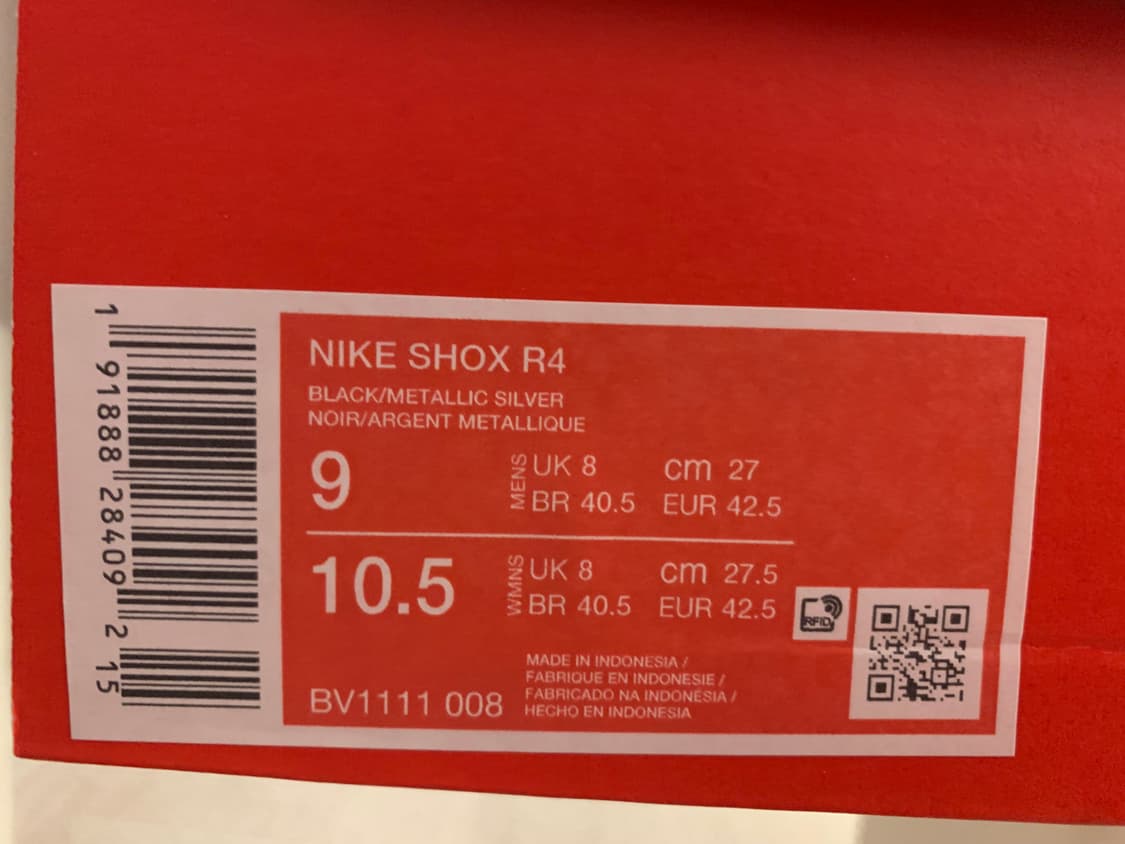 NIKE SHOX R4
BLACK/METALLIC SILVER
NOIR/ARGENT METALLIQUE
9
MENS
UK 8 cm 27
BR 40.5 EUR 42.5
10.5
WMNS
UK 8 cm 27.5
BR 40.5 EUR 42.5
RFID
MADE IN INDONESIA /
FABRIQUE EN INDONESIE /
FABRICADO NA INDONESIA /
HECHO EN INDONESIA
BV1111 008
1 91888 28409 2 15